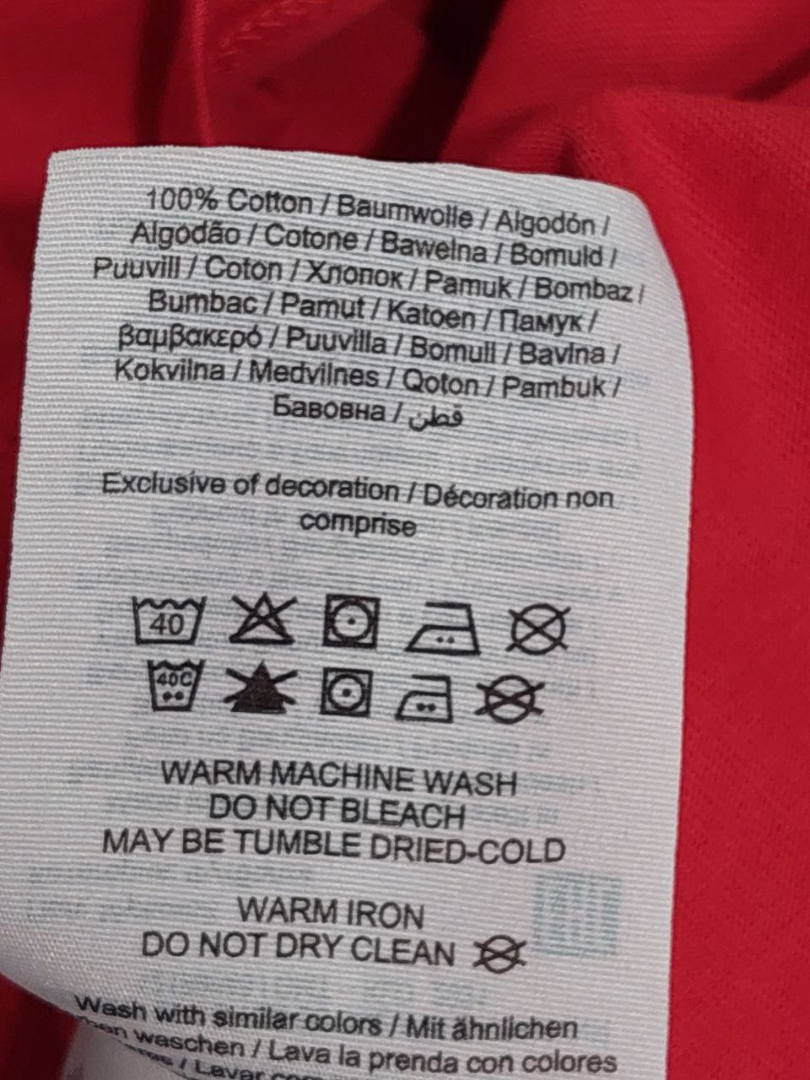 100% Cotton / Baumwolle / Algodón /
Algodão / Cotone / Bawełna / Bomuld /
Puuvill / Coton / Хлопок / Pamuk / Bombaz /
Bumbac / Pamut / Katoen / Памук /
βαμβακερό / Puuvilla / Bomull / Bavlna /
Kokvilna / Medvilnes / Qoton / Pambuk /
Бавовна / قطن
Exclusive of decoration / Décoration non
comprise
40
40C
WARM MACHINE WASH
DO NOT BLEACH
MAY BE TUMBLE DRIED-COLD
WARM IRON
DO NOT DRY CLEAN
Wash with similar colors / Mit ähnlichen
waschen / Lava la prenda con colores
/ Lavar